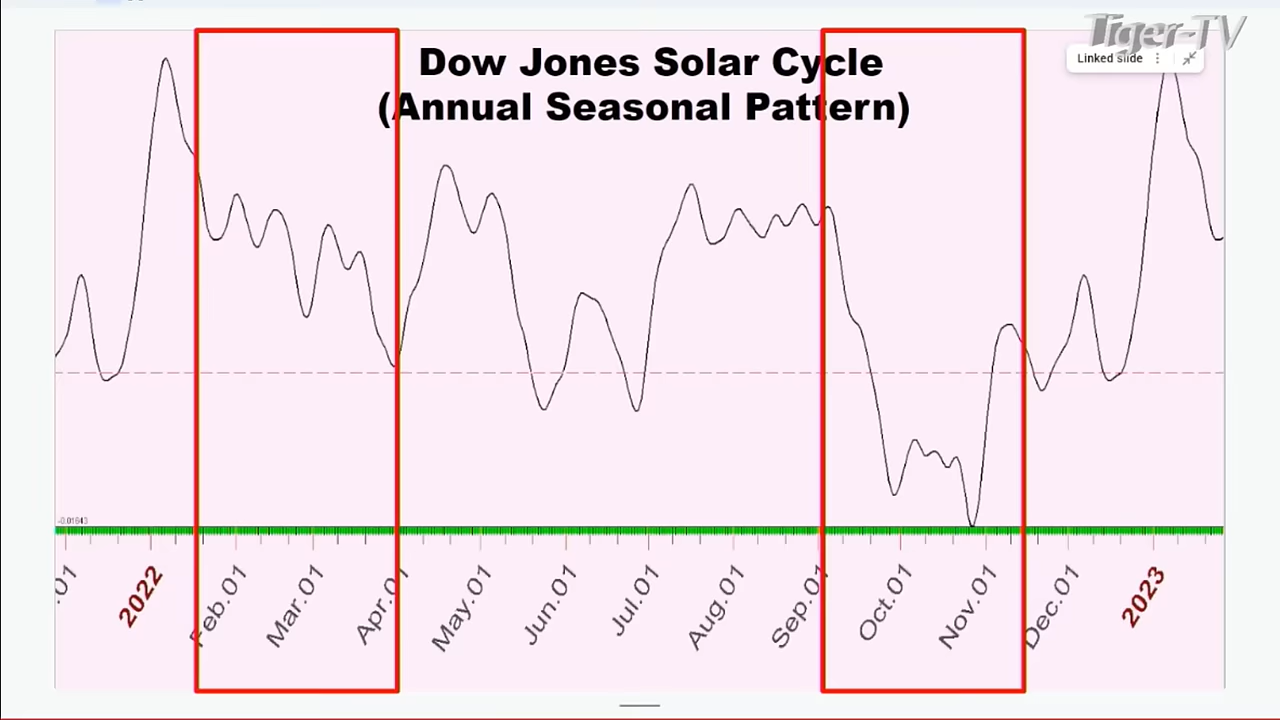 Tiger-TV
Linked slide
Dow Jones Solar Cycle
(Annual Seasonal Pattern)
-0.01643
.01
2022
Feb.01
Mar.01
Apr.01
May.01
Jun.01
Jul.01
Aug.01
Sep.01
Oct.01
Nov.01
Dec.01
2023